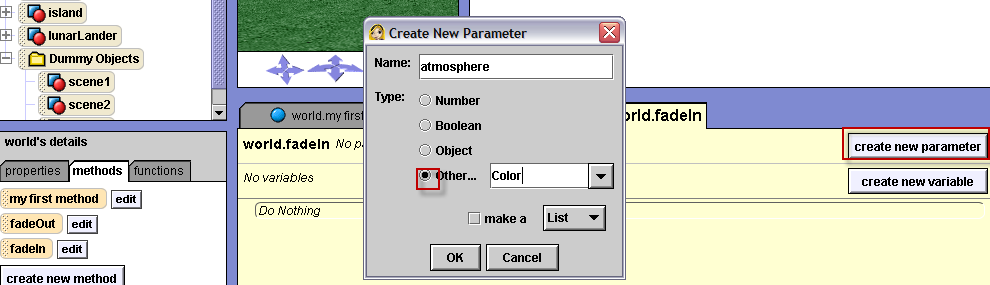 island
lunarLander
Dummy Objects
scene1
scene2
world's details
properties
methods
functions
my first method
edit
fadeOut
edit
fadeIn
edit
create new method
world.my first
world.fadeIn
world.fadeIn No pa
create new parameter
No variables
create new variable
Do Nothing
Create New Parameter
Name:
atmosphere
Type:
Number
Boolean
Object
Other...
Color
make a
List
OK
Cancel